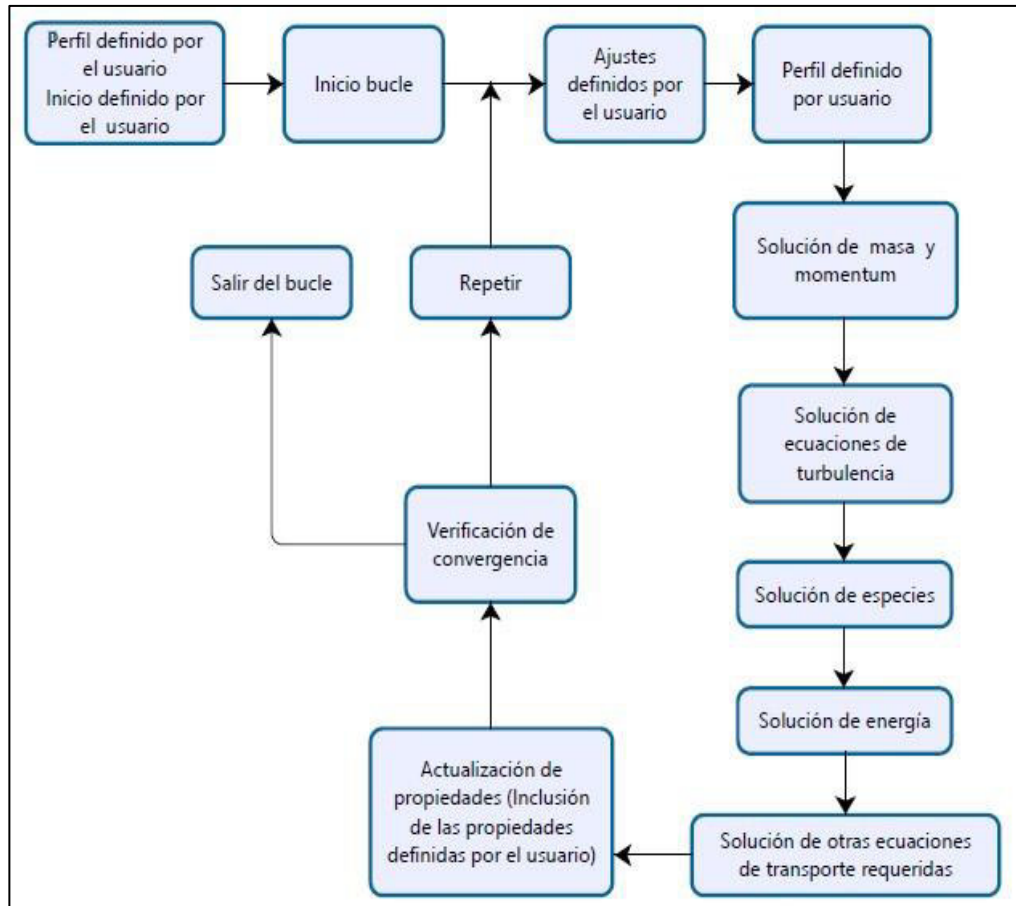 Perfil definido por
el usuario
Inicio definido por
el usuario
Inicio bucle
Ajustes
definidos por
el usuario
Perfil definido
por usuario
Solución de masa y
momentum
Salir del bucle
Repetir
Solución de
ecuaciones de
turbulencia
Verificación de
convergencia
Solución de especies
Solución de energía
Actualización de
propiedades (Inclusión
de las propiedades
definidas por el usuario)
Solución de otras ecuaciones
de transporte requeridas